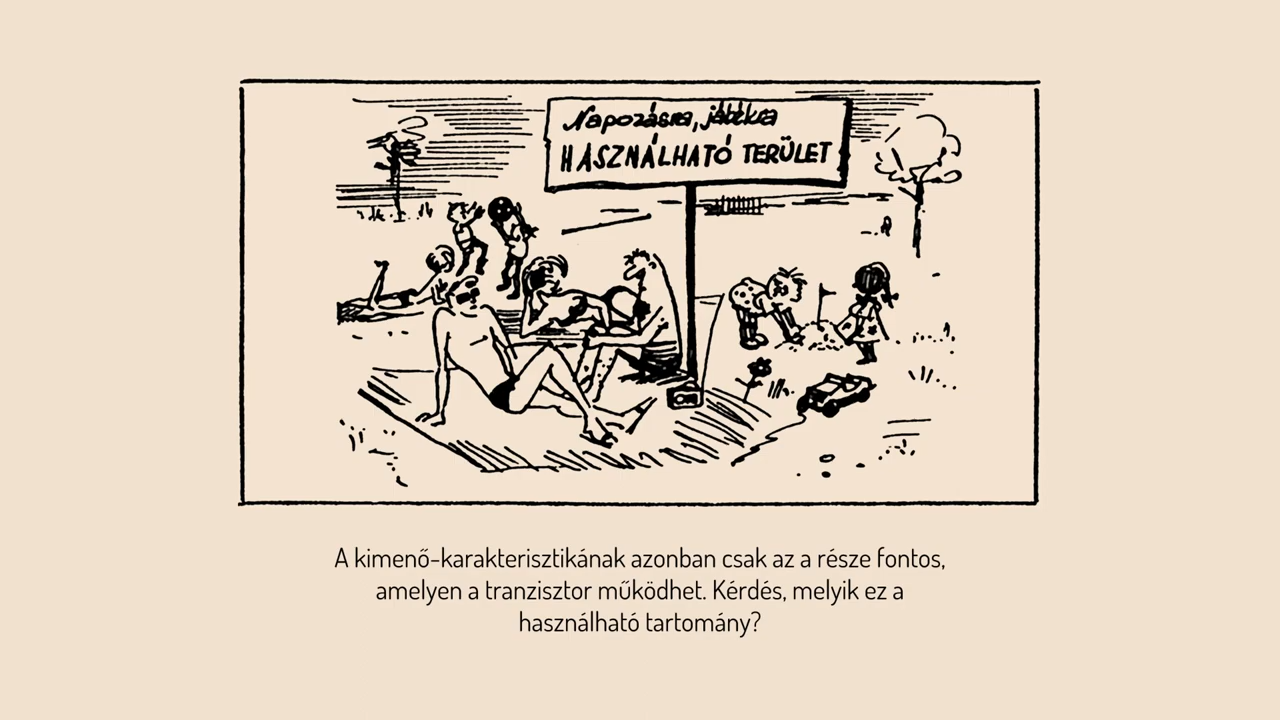 Napozásra, játékra
HASZNÁLHATÓ TERÜLET
A kimenő-karakterisztikának azonban csak az a része fontos,
amelyen a tranzisztor működhet. Kérdés, melyik ez a
használható tartomány?